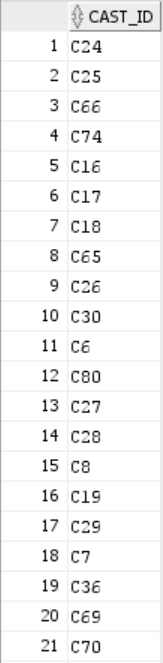 CAST_ID
1 C24
2 C25
3 C66
4 C74
5 C16
6 C17
7 C18
8 C65
9 C26
10 C30
11 C6
12 C80
13 C27
14 C28
15 C8
16 C19
17 C29
18 C7
19 C36
20 C69
21 C70